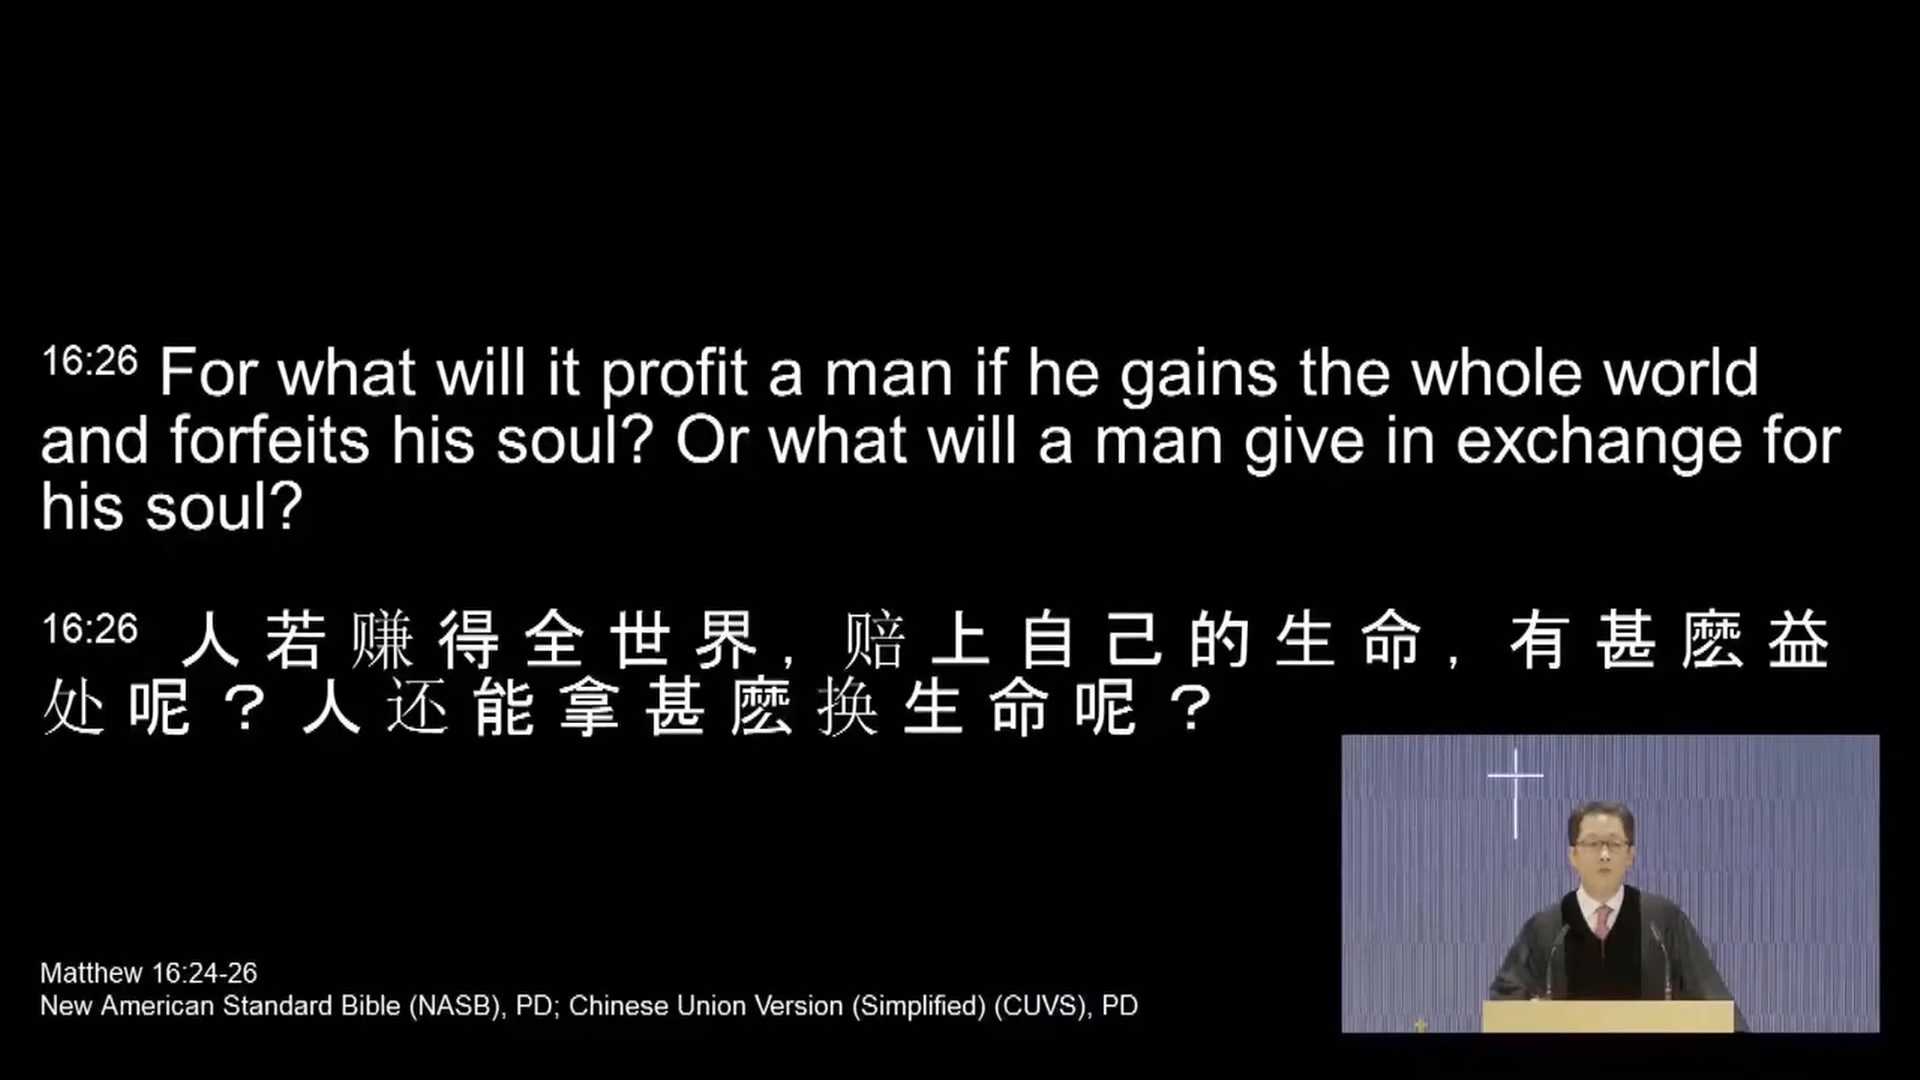 16:26 For what will it profit a man if he gains the whole world
and forfeits his soul? Or what will a man give in exchange for
his soul?
16:26 人若赚得全世界，赔上自己的生命，有甚麽益
处呢？人还能拿甚麽换生命呢？
Matthew 16:24-26
New American Standard Bible (NASB), PD; Chinese Union Version (Simplified) (CUVS), PD